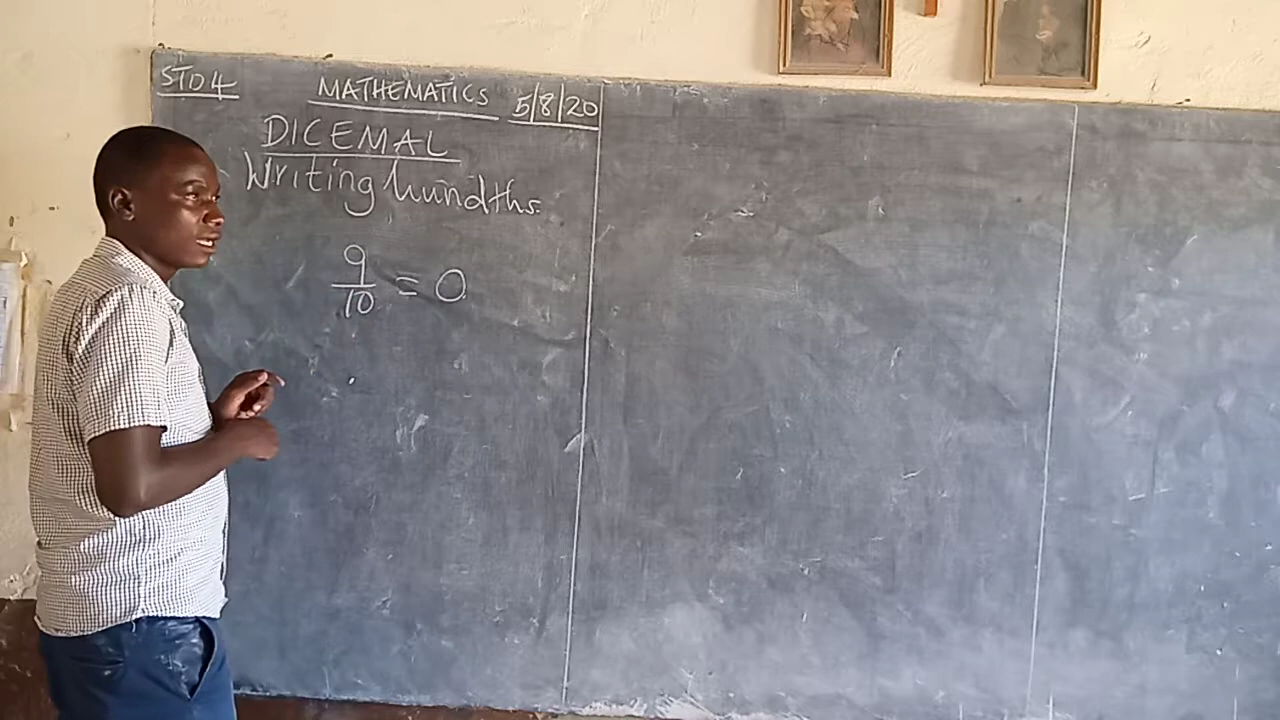 STD 4 MATHEMATICS 5/8/20
DICEMAL
Writing hundths.
9/10 = 0.